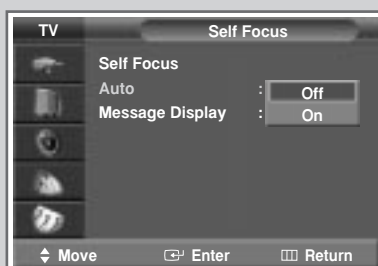 TV Self Focus
Self Focus
Auto : Off
Message Display : On
Move Enter Return